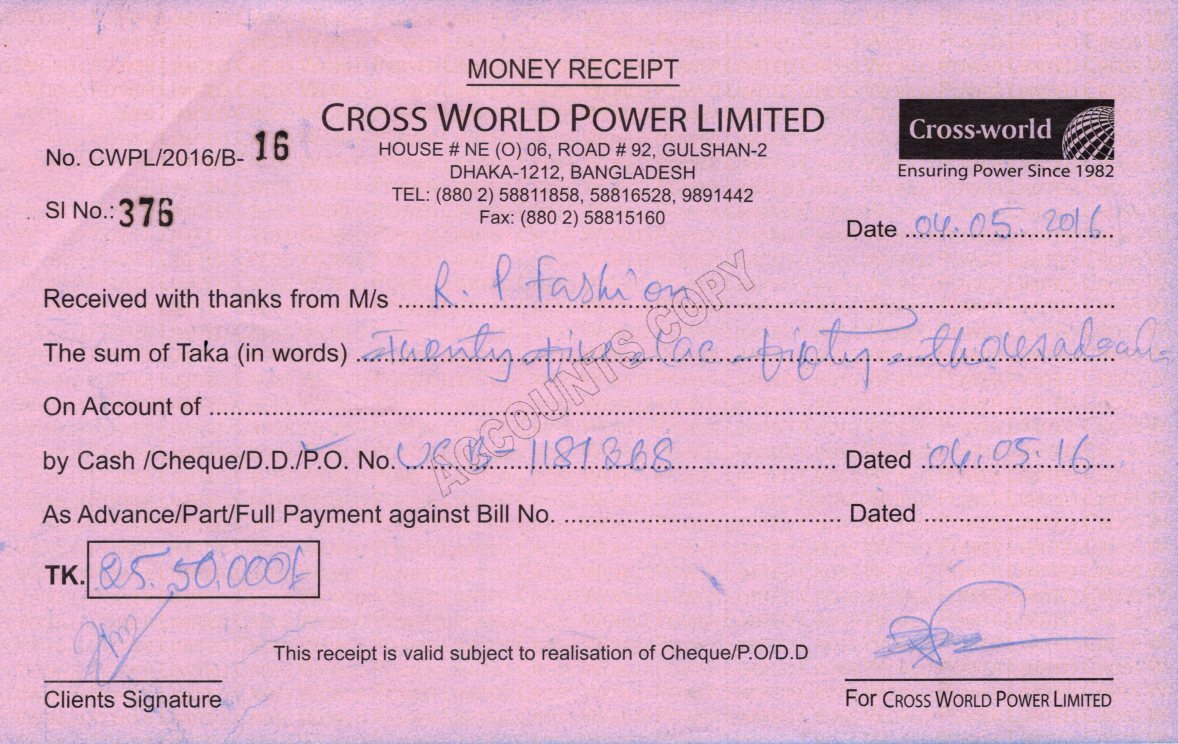 MONEY RECEIPT
CROSS WORLD POWER LIMITED
HOUSE # NE (O) 06, ROAD # 92, GULSHAN-2
DHAKA-1212, BANGLADESH
TEL: (880 2) 58811858, 58816528, 9891442
Fax: (880 2) 58815160
No. CWPL/2016/B- 16
Sl No.: 376
Cross-world
Ensuring Power Since 1982
Date 04.05.2016
Received with thanks from M/s R. P Fashion
The sum of Taka (in words) Twenty five lac fifty
On Account of
by Cash /Cheque/D.D./P.O. No. 1181368
Dated 04.05.16
As Advance/Part/Full Payment against Bill No. Dated
ACCOUNTS COPY
TK. 25.50.000/-
This receipt is valid subject to realisation of Cheque/P.O/D.D
Clients Signature
For CROSS WORLD POWER LIMITED